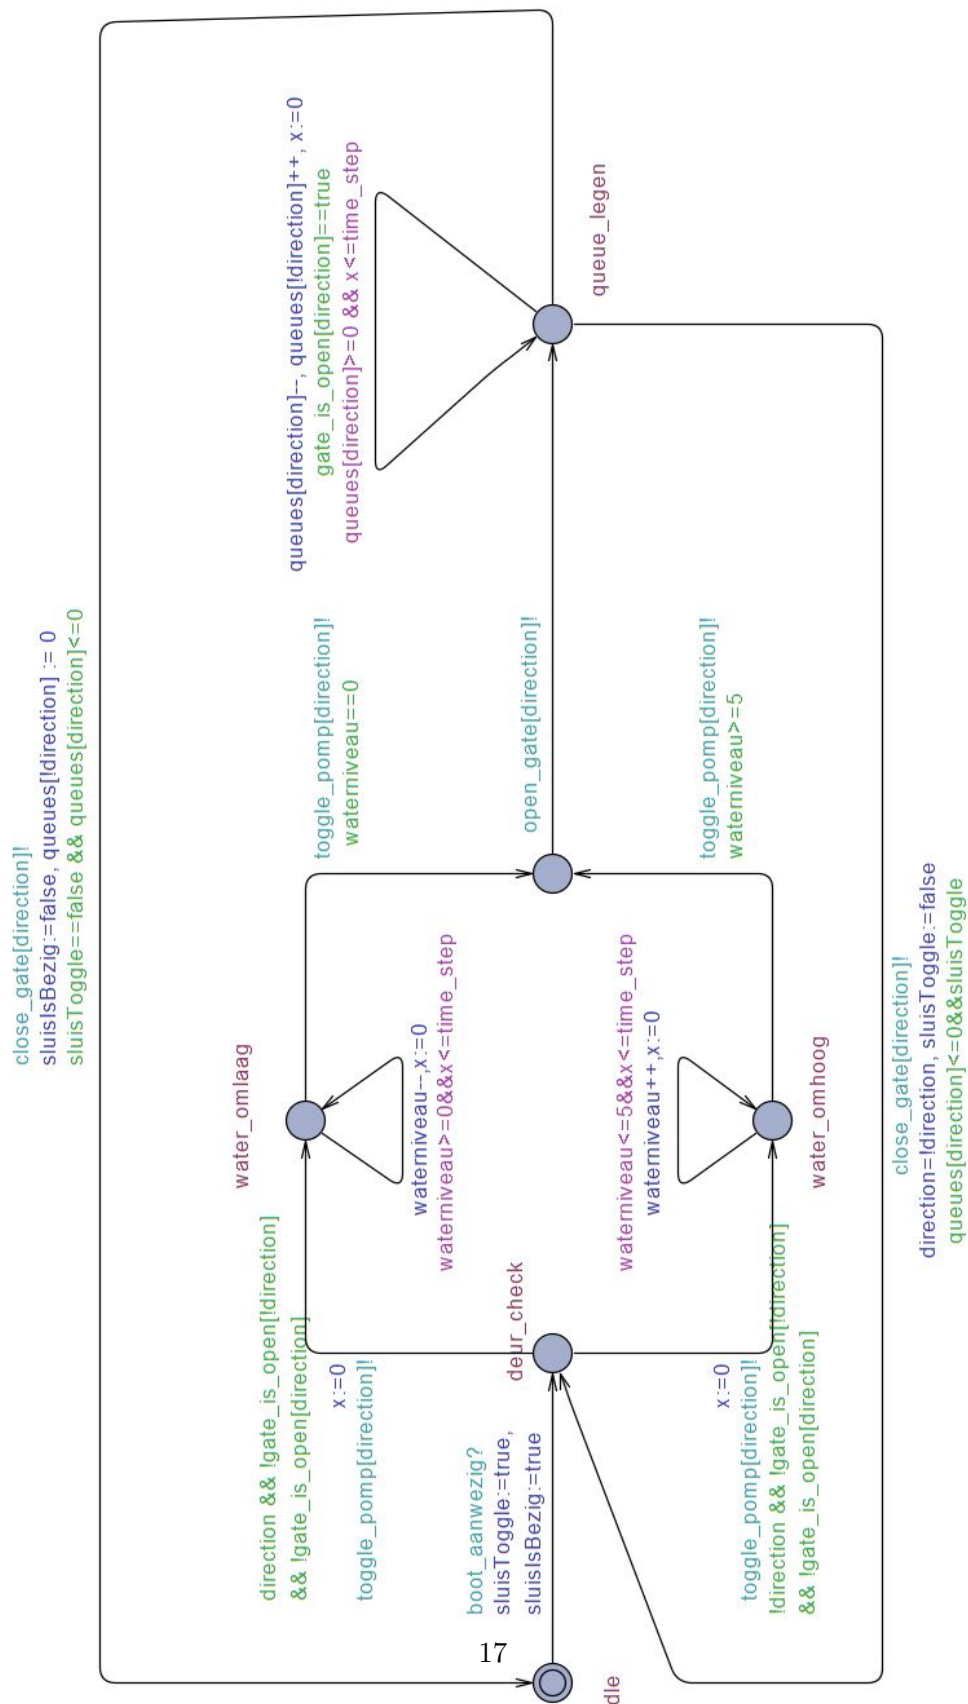 close_gate[direction]!
sluisIsBezig:=false, queues[!direction] := 0
sluisToggle==false && queues[direction]<=0
direction && !gate_is_open[!direction]
&& !gate_is_open[direction]
x:=0
toggle_pomp[direction]!
water_omlaag
waterniveau--,x:=0
waterniveau>=0&&x<=time_step
toggle_pomp[direction]!
waterniveau==0
queues[direction]--, queues[!direction]++, x:=0
gate_is_open[direction]==true
queues[direction]>=0 && x<=time_step
boot_aanwezig?
sluisToggle:=true,
sluisIsBezig:=true
deur_check
open_gate[direction]!
queue_legen
dle
waterniveau<=5&&x<=time_step
waterniveau++,x:=0
x:=0
toggle_pomp[direction]!
!direction && !gate_is_open[!direction]
&& !gate_is_open[direction]
water_omhoog
toggle_pomp[direction]!
waterniveau>=5
close_gate[direction]!
direction=!direction, sluisToggle:=false
queues[direction]<=0&&sluisToggle
17